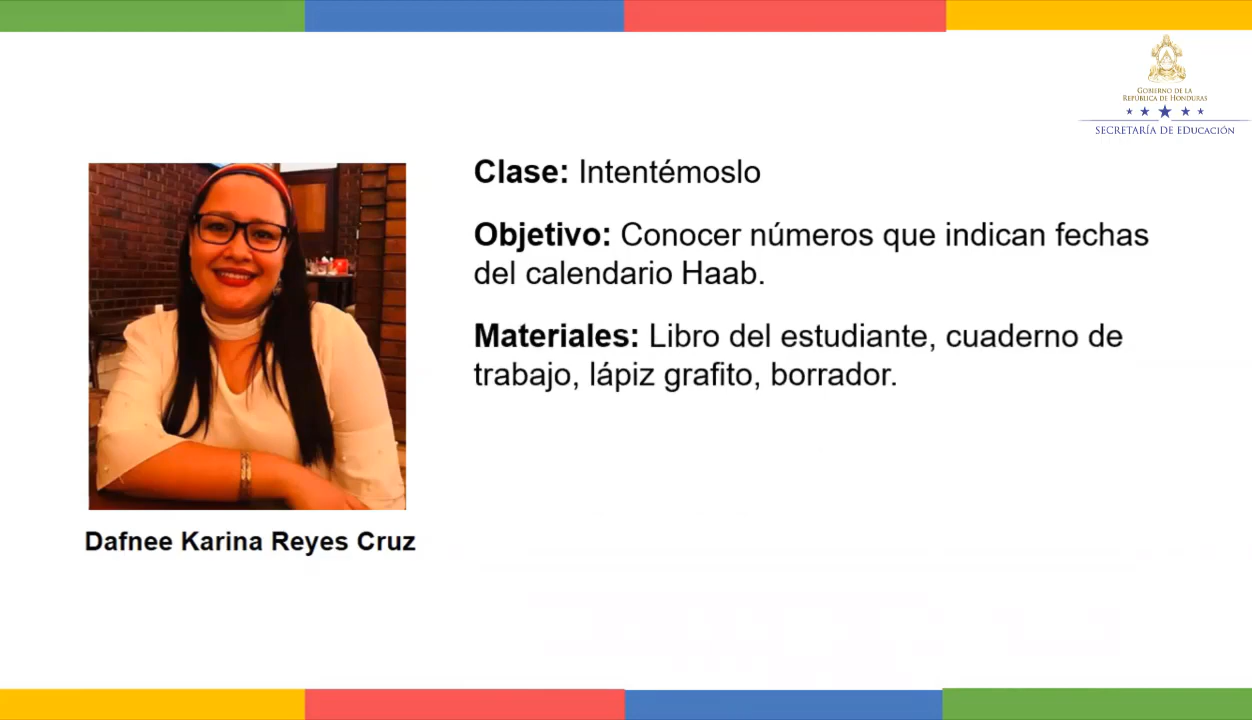 GOBIERNO DE LA
REPÚBLICA DE HONDURAS
SECRETARÍA DE EDUCACIÓN
Clase: Intentémoslo
Objetivo: Conocer números que indican fechas
del calendario Haab.
Materiales: Libro del estudiante, cuaderno de
trabajo, lápiz grafito, borrador.
Dafnee Karina Reyes Cruz